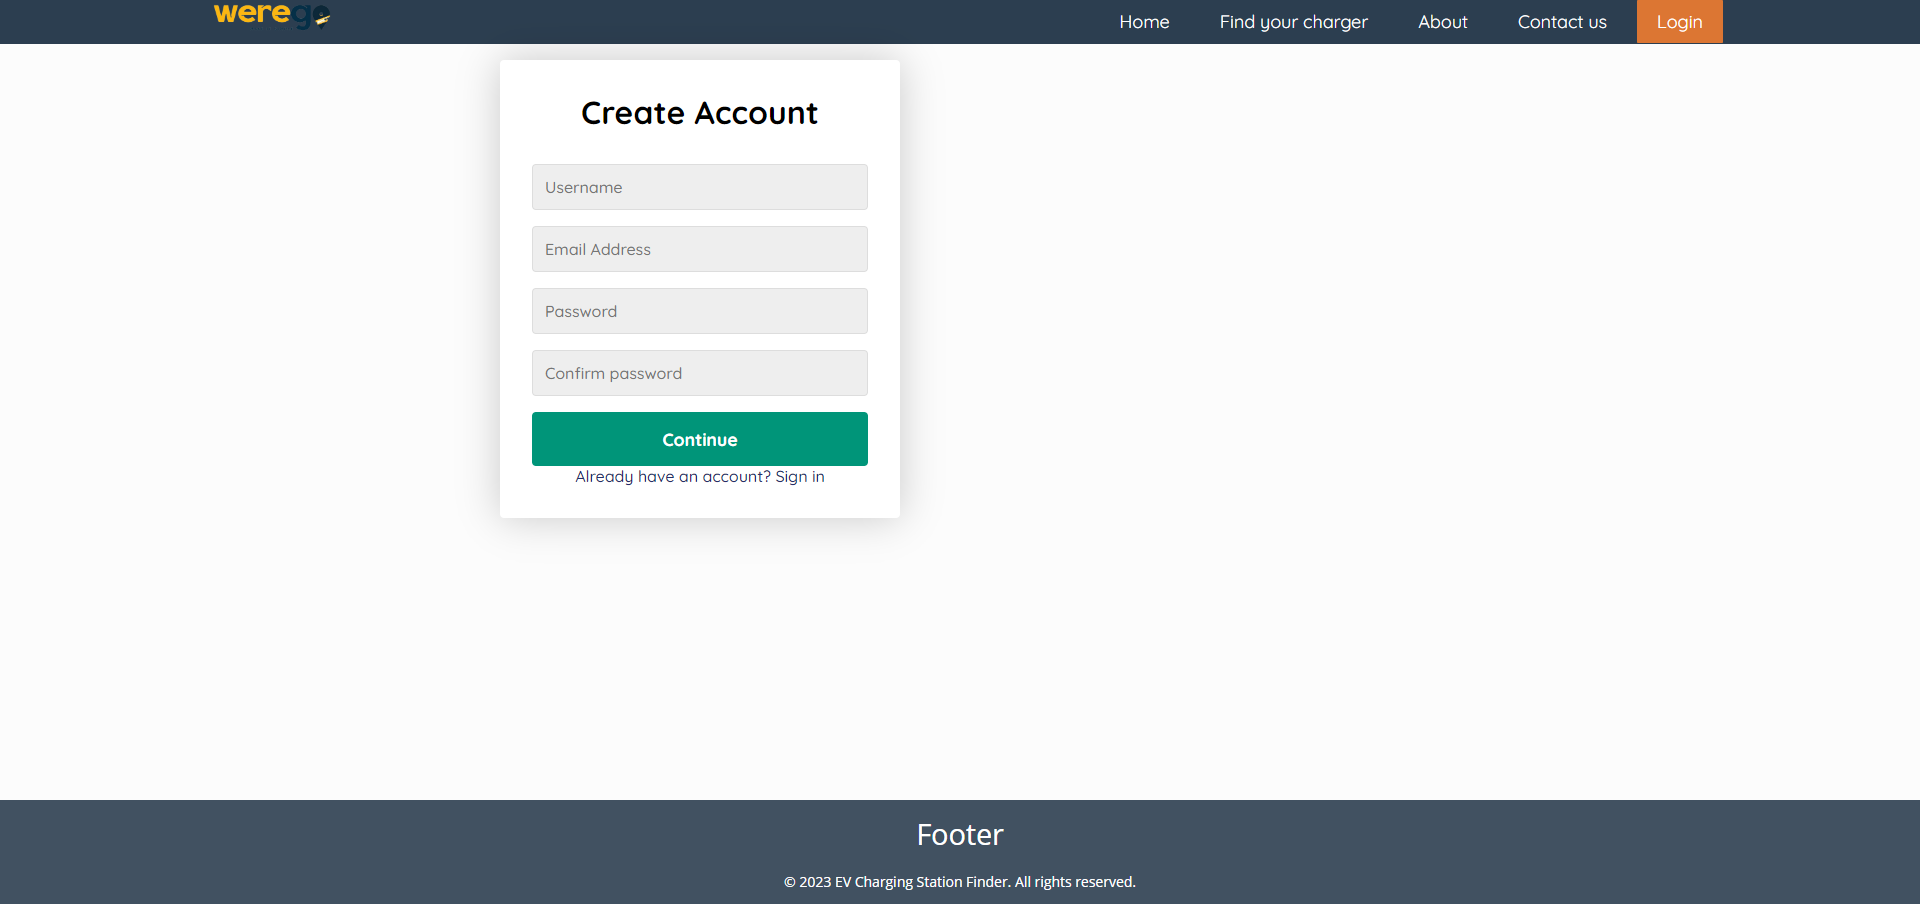 werego
Home Find your charger About Contact us Login
Create Account
Username
Email Address
Password
Confirm password
Continue
Already have an account? Sign in
Footer
© 2023 EV Charging Station Finder. All rights reserved.